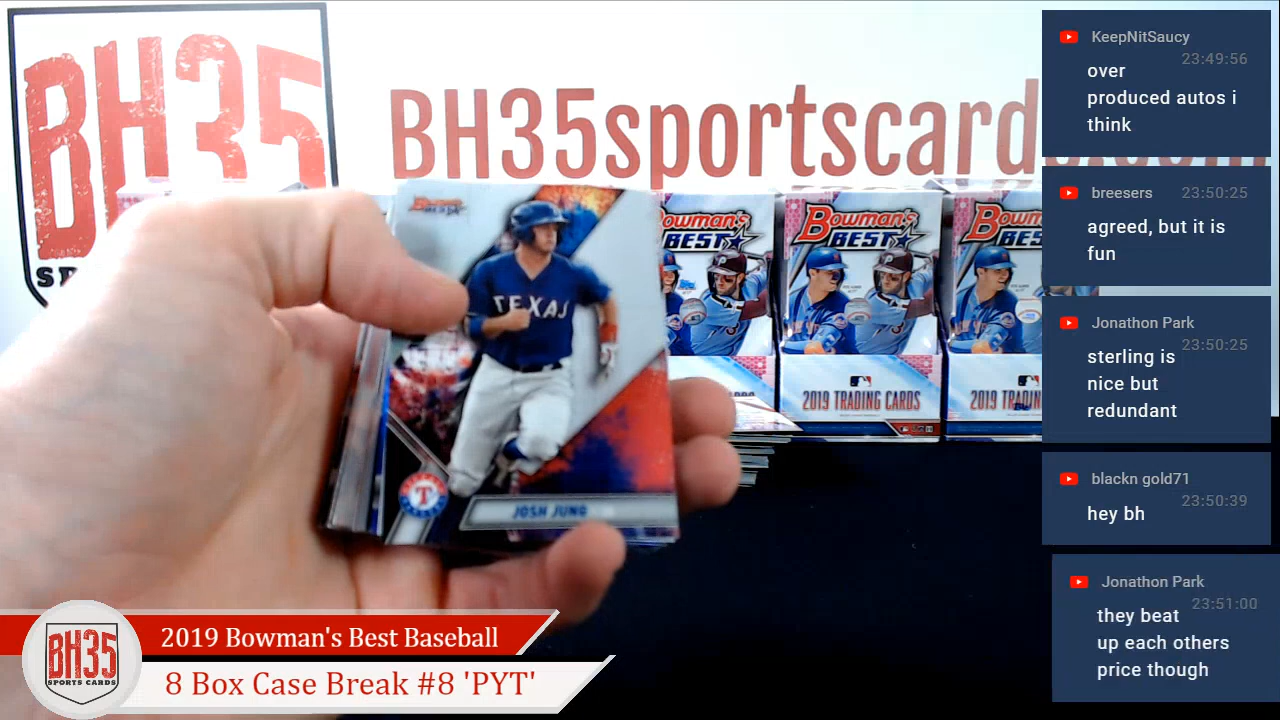 BH35
SP
BH35sportscard
KeepNitSaucy
23:49:56
over
produced autos i
think
breesers
23:50:25
agreed, but it is
fun
Jonathon Park
23:50:25
sterling is
nice but
redundant
blackn gold71
23:50:39
hey bh
Jonathon Park
23:51:00
they beat
up each others
price though
TEXAS
T
JOSH JUNG
BOWMAN'S
BEST
Bowman's
BEST
2019 TRADING CARDS
Bowma
BES
2019 TRADIN
BH35
SPORTS CARDS
2019 Bowman's Best Baseball
8 Box Case Break #8 'PYT'